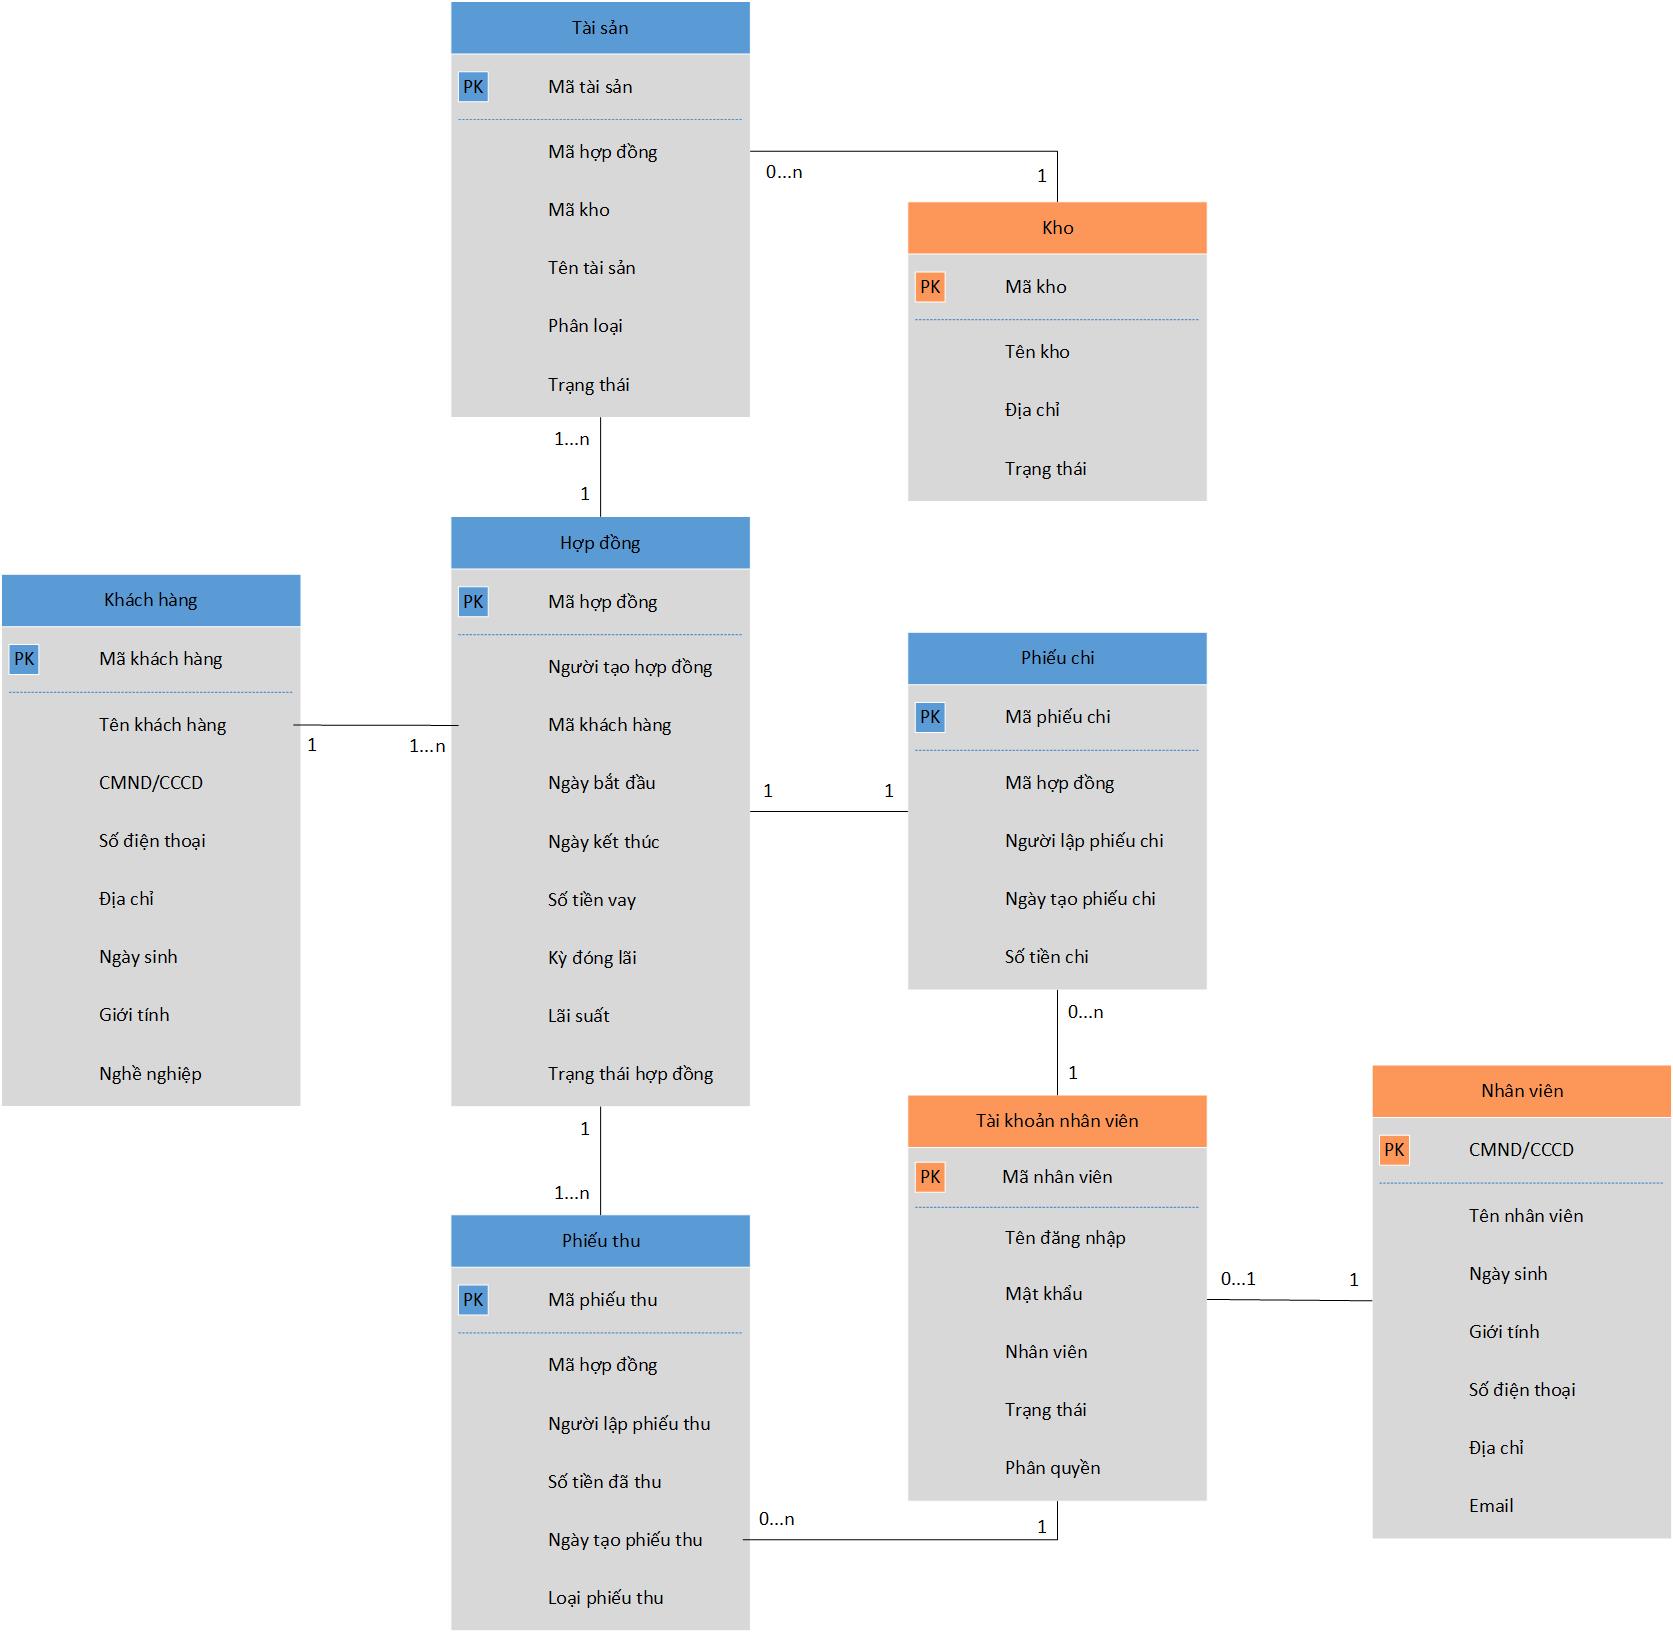 Tài sản
PK Mã tài sản
Mã hợp đồng
Mã kho
Tên tài sản
Phân loại
Trạng thái
0...n
1
Kho
PK Mã kho
Tên kho
Địa chỉ
Trạng thái
1...n
1
Hợp đồng
PK Mã hợp đồng
Người tạo hợp đồng
Mã khách hàng
Ngày bắt đầu
Ngày kết thúc
Số tiền vay
Kỳ đóng lãi
Lãi suất
Trạng thái hợp đồng
Khách hàng
PK Mã khách hàng
Tên khách hàng
CMND/CCCD
Số điện thoại
Địa chỉ
Ngày sinh
Giới tính
Nghề nghiệp
1
1...n
1
1
Phiếu chi
PK Mã phiếu chi
Mã hợp đồng
Người lập phiếu chi
Ngày tạo phiếu chi
Số tiền chi
0...n
1
Tài khoản nhân viên
PK Mã nhân viên
Tên đăng nhập
Mật khẩu
Nhân viên
Trạng thái
Phân quyền
0...1
1
Nhân viên
PK CMND/CCCD
Tên nhân viên
Ngày sinh
Giới tính
Số điện thoại
Địa chỉ
Email
1
1...n
Phiếu thu
PK Mã phiếu thu
Mã hợp đồng
Người lập phiếu thu
Số tiền đã thu
Ngày tạo phiếu thu
Loại phiếu thu
0...n
1